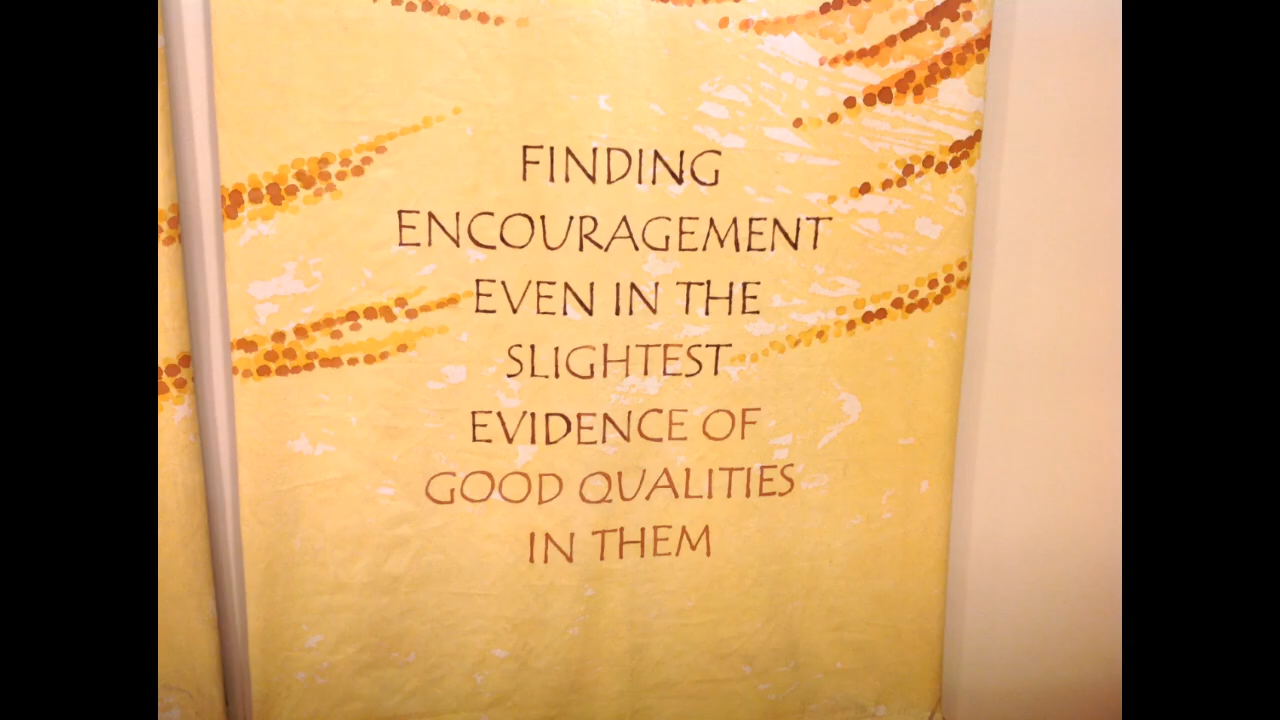 FINDING
ENCOURAGEMENT
EVEN IN THE
SLIGHTEST
EVIDENCE OF
GOOD QUALITIES
IN THEM